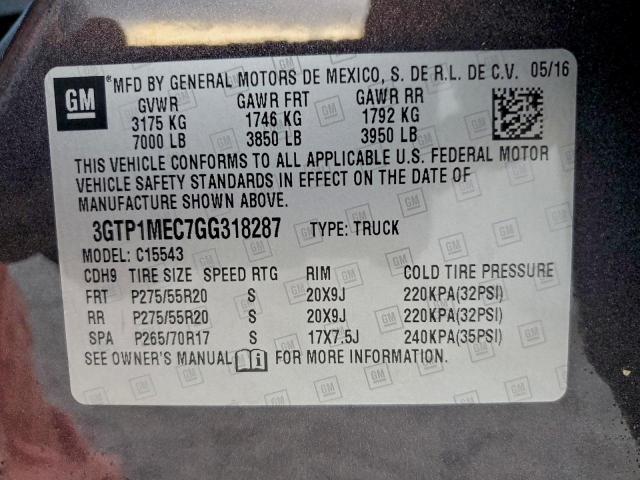 GM ®MFD BY GENERAL MOTORS DE MEXICO, S. DE R.L. DE C.V. 05/16
GVWR GAWR FRT GAWR RR
3175 KG 1746 KG 1792 KG
7000 LB 3850 LB 3950 LB
THIS VEHICLE CONFORMS TO ALL APPLICABLE U.S. FEDERAL MOTOR
VEHICLE SAFETY STANDARDS IN EFFECT ON THE DATE OF
MANUFACTURE SHOWN ABOVE.
3GTP1MEC7GG318287 TYPE: TRUCK
MODEL: C15543
CDH9 TIRE SIZE SPEED RTG RIM COLD TIRE PRESSURE
FRT P275/55R20 S 20X9J 220KPA(32PSI)
RR P275/55R20 S 20X9J 220KPA(32PSI)
SPA P265/70R17 S 17X7.5J 240KPA(35PSI)
SEE OWNER'S MANUAL FOR MORE INFORMATION.